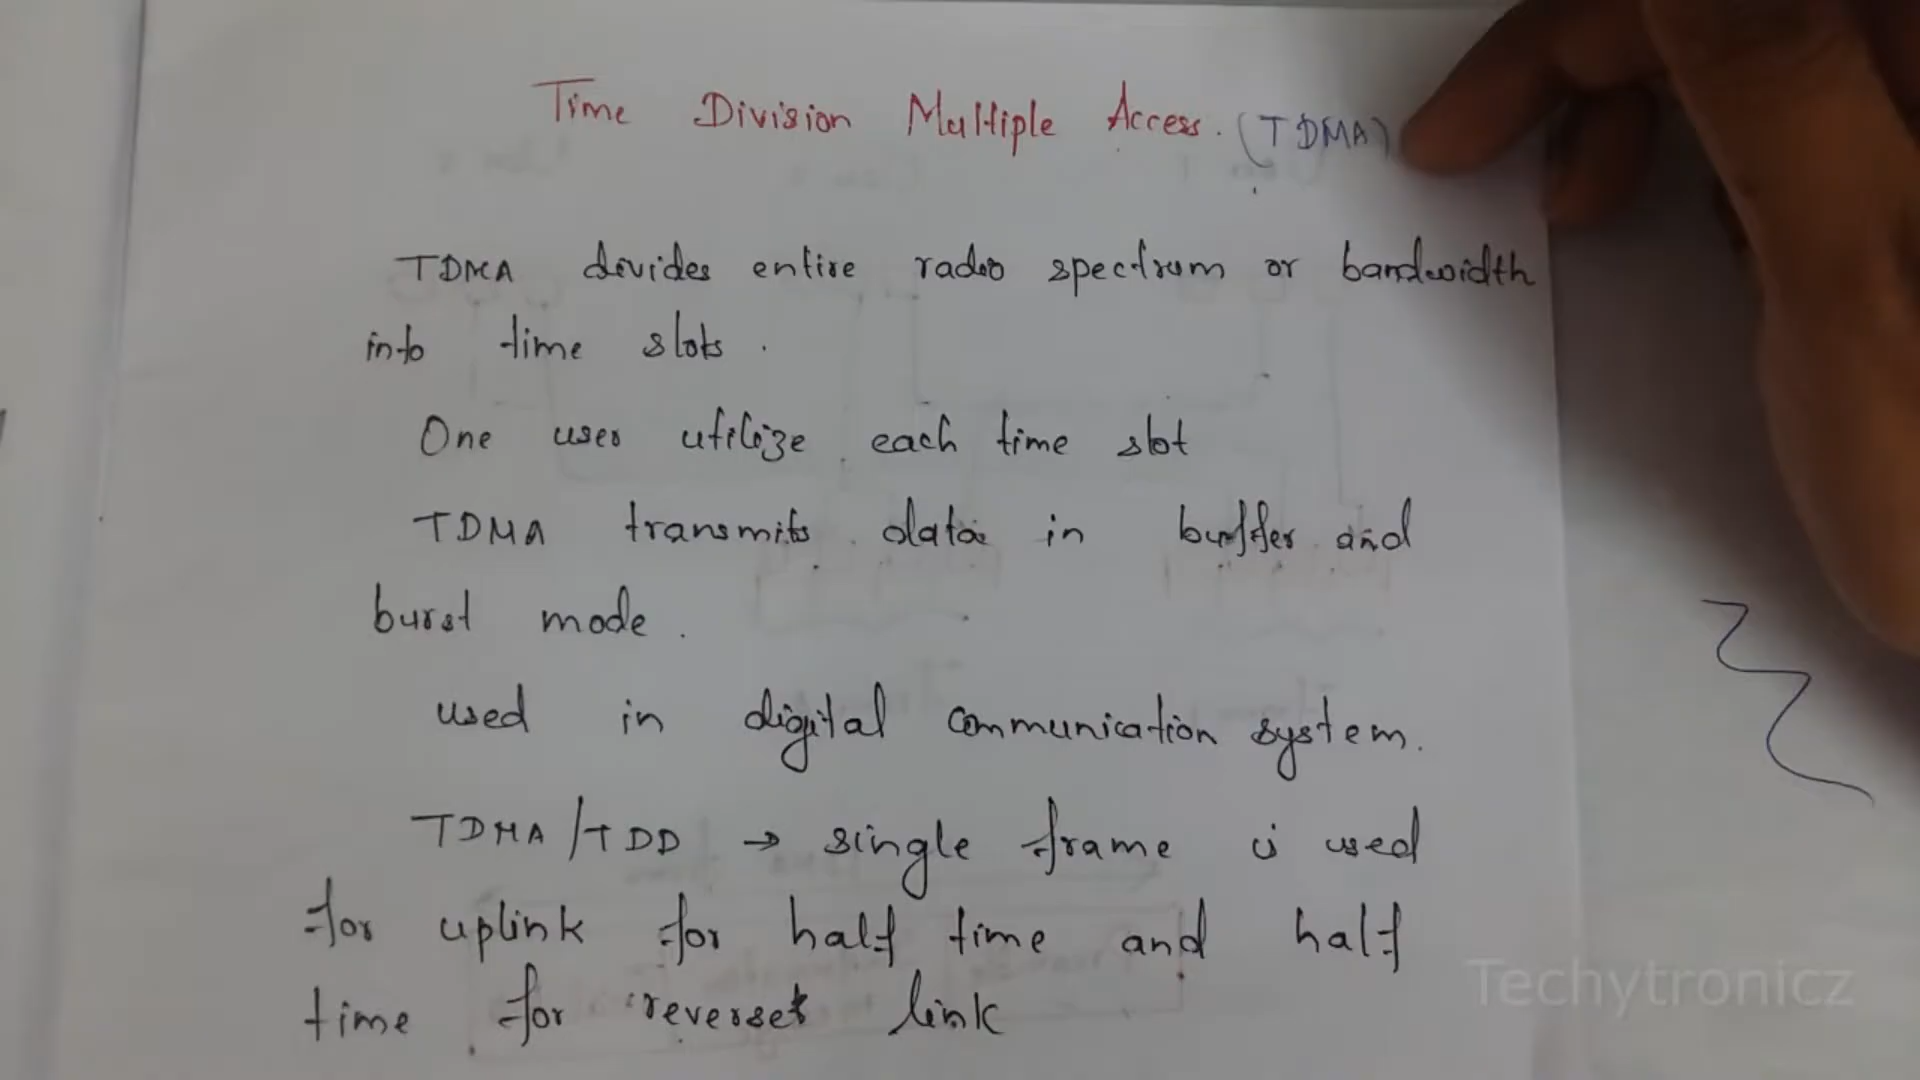 Time Division Multiple Access. (TDMA)
TDMA divides entire radio spectrum or bandwidth
into time slots.
One user utilize each time slot
TDMA transmits data in buffer and
burst mode.
used in digital communication system.
TDMA/TDD → single frame is used
for uplink for half time and half
time for reverse link
Techytronicz